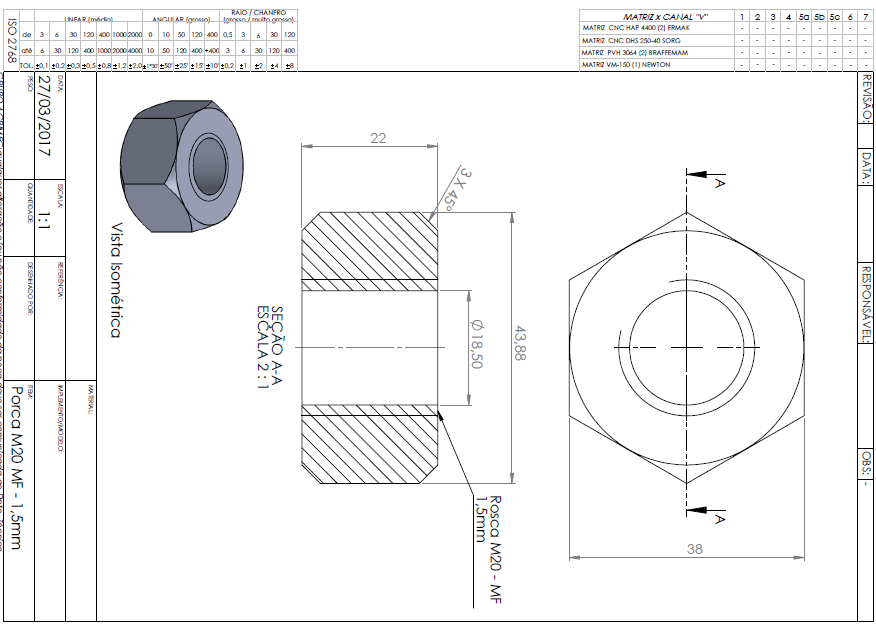 ISO 2768
LINEAR (médio) ANGULAR (grosso) RAIO / CHANFRO
(grosso / muito grosso)
de 3 6 30 120 400 1000 2000 0 10 50 120 400 0,5 3 6 30 120
até 6 30 120 400 1000 2000 4000 10 50 120 400 +400 3 6 30 120 400
TOL. ±0,1 ±0,2 ±0,3 ±0,5 ±0,8 ±1,2 ±2,0 ±1°30' ±50' ±25' ±15' ±10' ±0,2 ±1 ±2 ±4 ±8
MATRIZ x CANAL "V" 1 2 3 4 5a 5b 5c 6 7
MATRIZ CNC HAP 4400 (2) ERMAK - - - - - - - - -
MATRIZ CNC DHS 250-40 SORG - - - - - - - - -
MATRIZ PVH 3064 (2) BRAFFEMAM - - - - - - - - -
MATRIZ VM-150 (1) NEWTON - - - - - - - - -
REVISÃO:
DATA:
RESPONSÁVEL:
OBS: -
22
3 X 45°
Ø 18,50
43,88
A
A
38
Rosca M20 - MF
1,5mm
SEÇÃO A-A
ESCALA 2 : 1
Vista Isométrica
DATA:
27/03/2017
PESO:
ESCALA:
1:1
QUANTIDADE:
REFERÊNCIA:
DESENHADO POR:
MATERIAL:
IMPLEMENTO/MODELO:
ITEM:
Porca M20 MF - 1,5mm